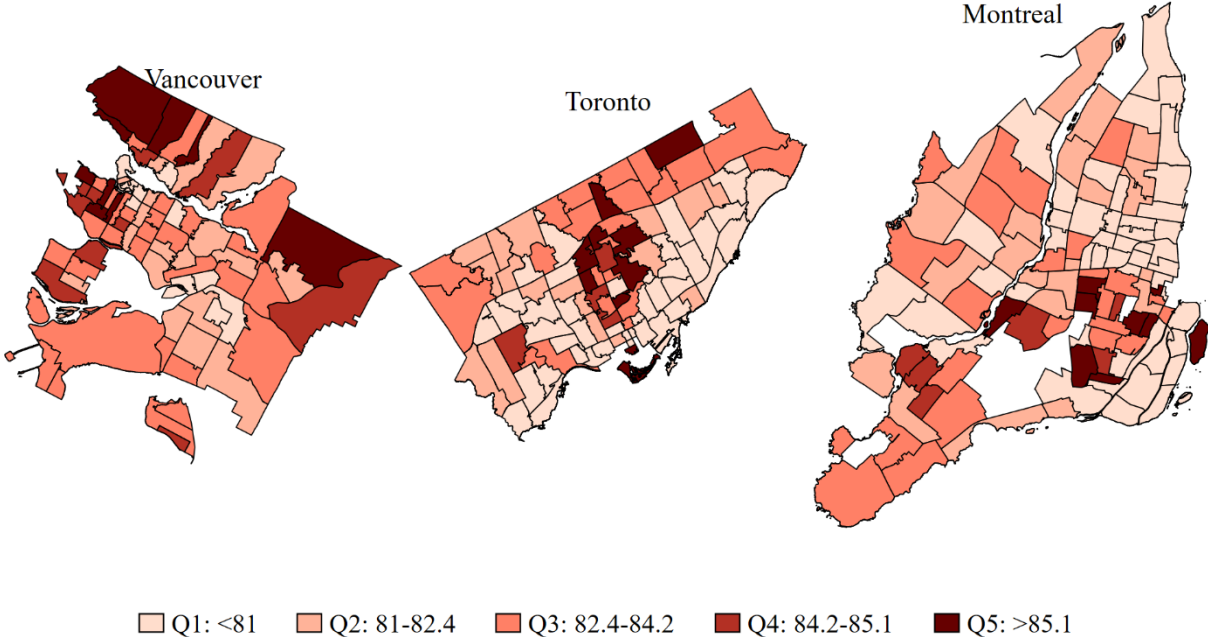 Montreal
Vancouver
Toronto
Q1: <81
Q2: 81-82.4
Q3: 82.4-84.2
Q4: 84.2-85.1
Q5: >85.1